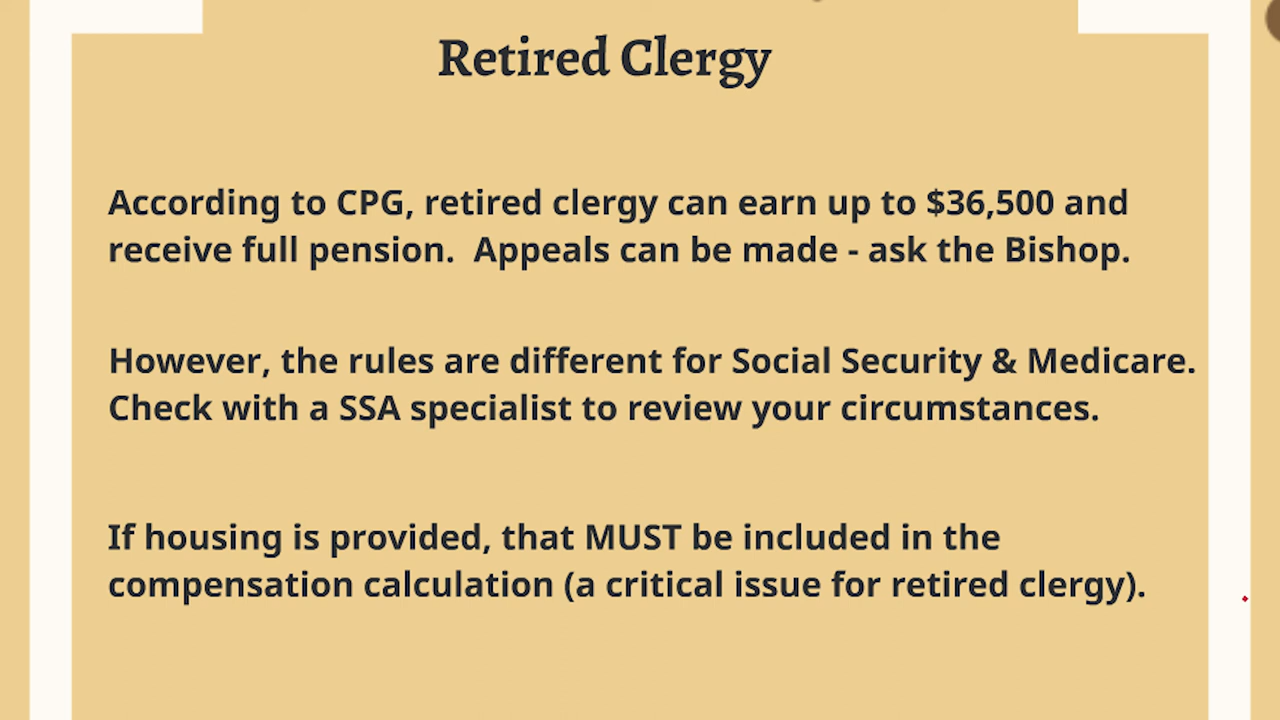 Retired Clergy
According to CPG, retired clergy can earn up to $36,500 and
receive full pension.  Appeals can be made - ask the Bishop.
However, the rules are different for Social Security & Medicare.
Check with a SSA specialist to review your circumstances.
If housing is provided, that MUST be included in the
compensation calculation (a critical issue for retired clergy).